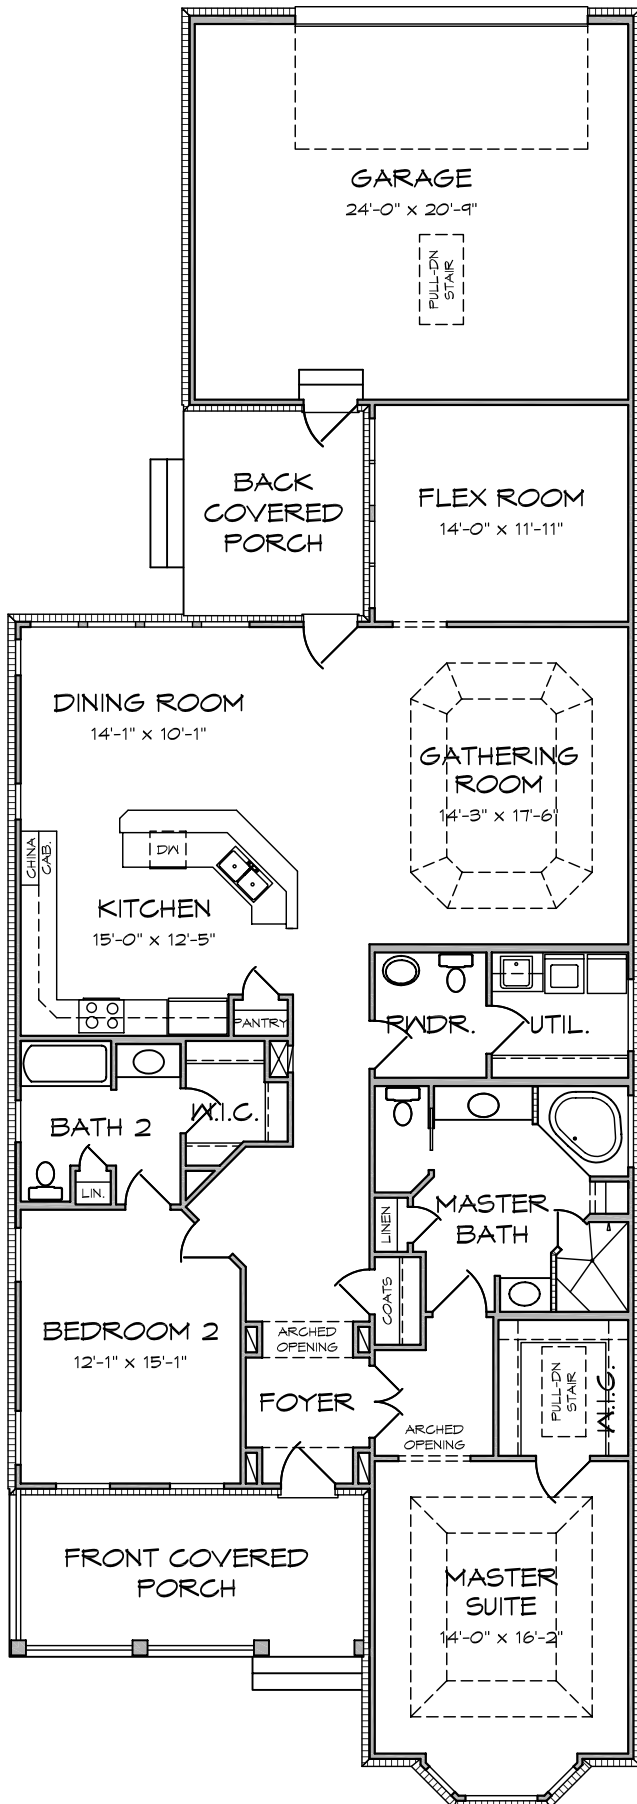 GARAGE
24'-0" x 20'-9"
PULL-DN
STAIR
BACK
COVERED
PORCH
FLEX ROOM
14'-0" x 11'-11"
DINING ROOM
14'-1" x 10'-1"
GATHERING
ROOM
14'-3" x 17'-6"
CHINA
CAB.
DW
KITCHEN
15'-0" x 12'-5"
PANTRY
PWDR.
UTIL.
BATH 2
W.I.C.
LIN.
MASTER
BATH
LINEN
COATS
BEDROOM 2
12'-1" x 15'-1"
ARCHED
OPENING
FOYER
ARCHED
OPENING
PULL-DN
STAIR
W.I.C.
FRONT COVERED
PORCH
MASTER
SUITE
14'-0" x 16'-2"